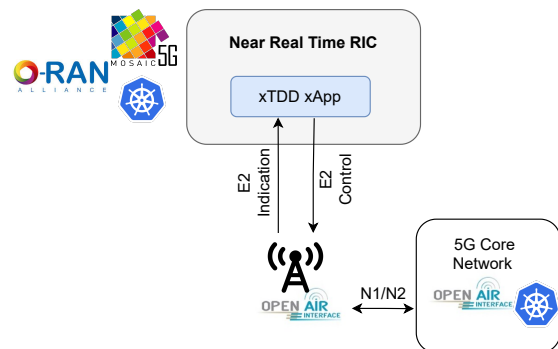 Near Real Time RIC
MOSAIC 5G
O-RAN
ALLIANCE
xTDD xApp
E2
Indication
E2
Control
5G Core
Network
OPEN AIR
INTERFACE
N1/N2
OPEN AIR
INTERFACE